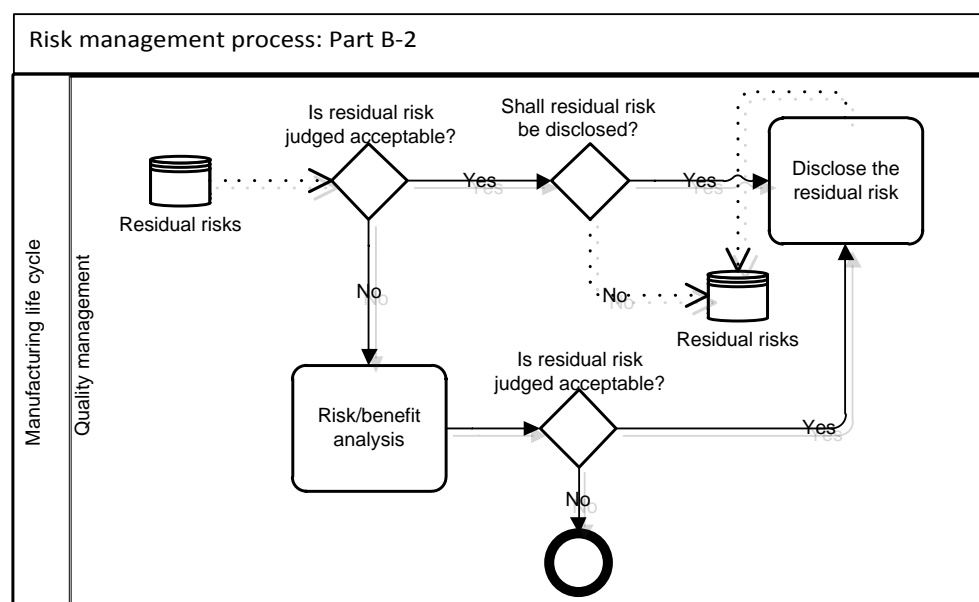 Risk management process: Part B-2
Manufacturing life cycle
Quality management
Residual risks
Is residual risk
judged acceptable?
Yes
Shall residual risk
be disclosed?
Yes
Disclose the
residual risk
No
No
Residual risks
Risk/benefit
analysis
Is residual risk
judged acceptable?
Yes
No